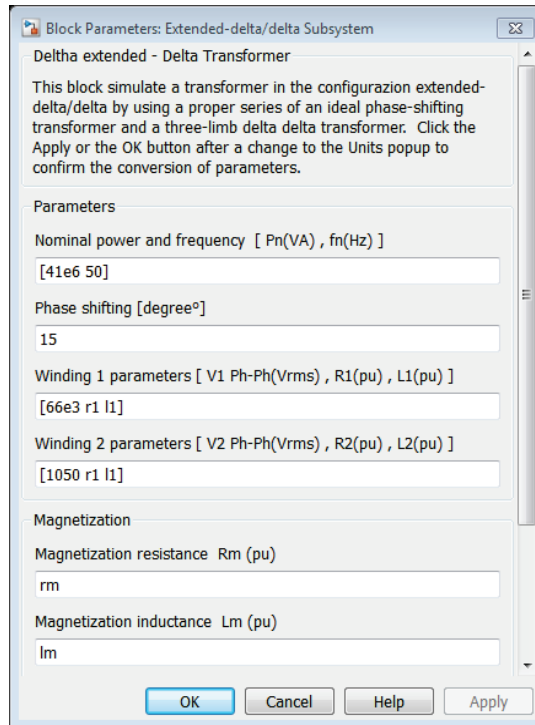 Block Parameters: Extended-delta/delta Subsystem
Deltha extended - Delta Transformer
This block simulate a transformer in the configurazion extended-
delta/delta by using a proper series of an ideal phase-shifting
transformer and a three-limb delta delta transformer. Click the
Apply or the OK button after a change to the Units popup to
confirm the conversion of parameters.
Parameters
Nominal power and frequency [ Pn(VA) , fn(Hz) ]
[41e6 50]
Phase shifting [degree°]
15
Winding 1 parameters [ V1 Ph-Ph(Vrms) , R1(pu) , L1(pu) ]
[66e3 r1 l1]
Winding 2 parameters [ V2 Ph-Ph(Vrms) , R2(pu) , L2(pu) ]
[1050 r1 l1]
Magnetization
Magnetization resistance Rm (pu)
rm
Magnetization inductance Lm (pu)
lm
OK Cancel Help Apply